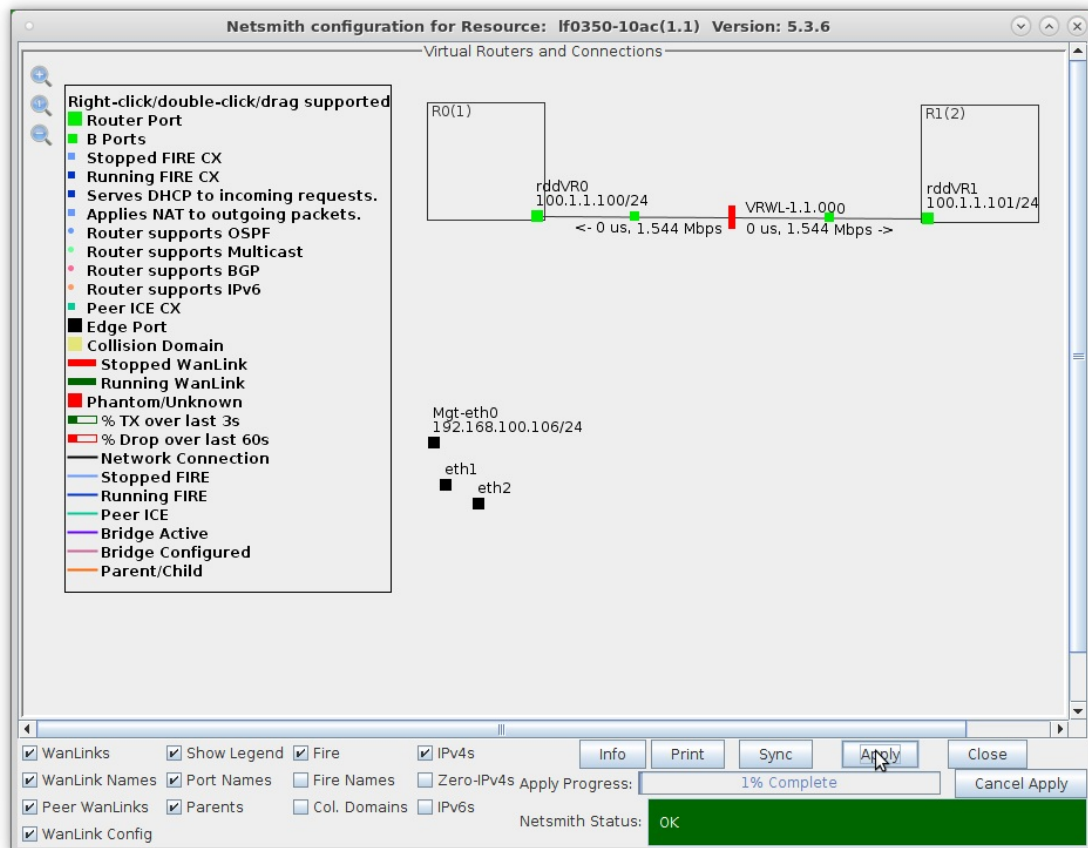 Netsmith configuration for Resource: lf0350-10ac(1.1) Version: 5.3.6
Virtual Routers and Connections
Right-click/double-click/drag supported
Router Port
B Ports
Stopped FIRE CX
Running FIRE CX
Serves DHCP to incoming requests.
Applies NAT to outgoing packets.
Router supports OSPF
Router supports Multicast
Router supports BGP
Router supports IPv6
Peer ICE CX
Edge Port
Collision Domain
Stopped WanLink
Running WanLink
Phantom/Unknown
% TX over last 3s
% Drop over last 60s
Network Connection
Stopped FIRE
Running FIRE
Peer ICE
Bridge Active
Bridge Configured
Parent/Child
R0(1)
rddVR0
100.1.1.100/24
VRWL-1.1.000
<- 0 us, 1.544 Mbps
0 us, 1.544 Mbps ->
R1(2)
rddVR1
100.1.1.101/24
Mgt-eth0
192.168.100.106/24
eth1
eth2
WanLinks Show Legend Fire IPv4s Info Print Sync Apply Close
WanLink Names Port Names Fire Names Zero-IPv4s Apply Progress: 1% Complete Cancel Apply
Peer WanLinks Parents Col. Domains IPv6s
Netsmith Status: OK
WanLink Config